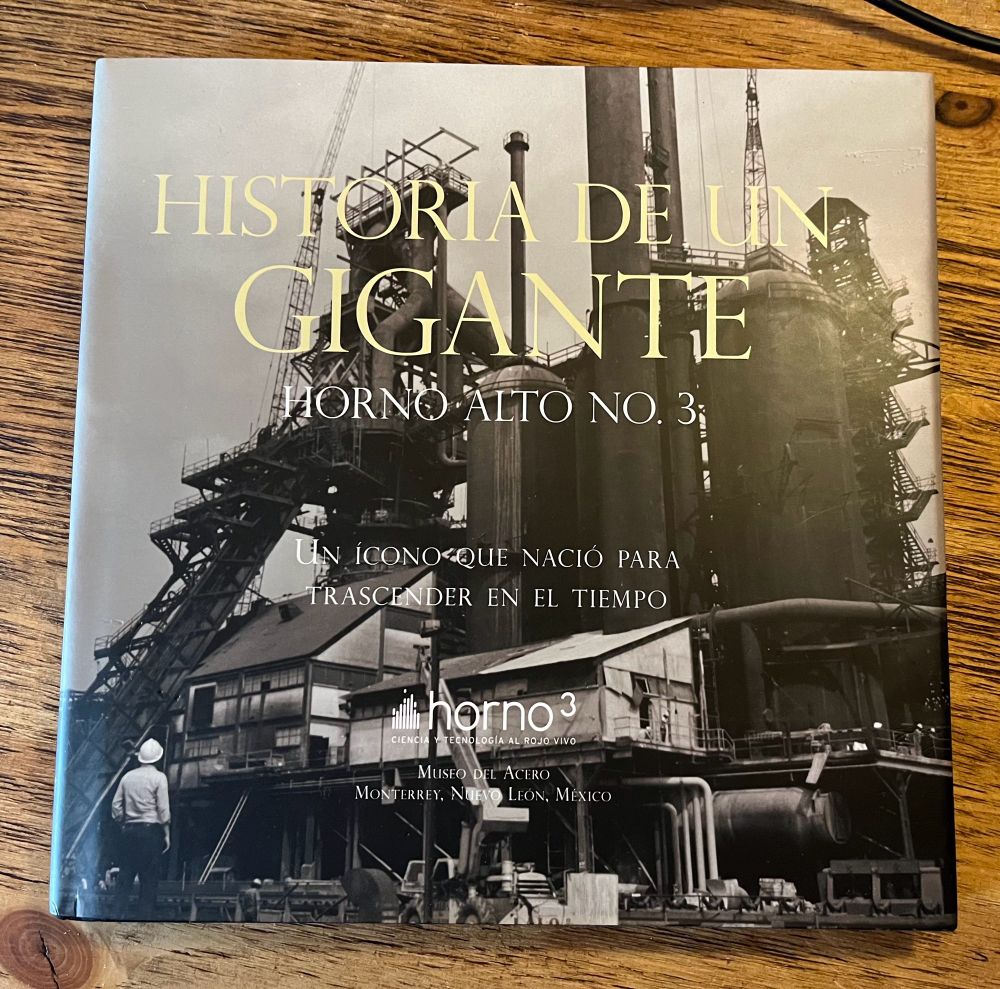 HISTORIA DE UN
GIGANTE
HORNO ALTO NO. 3
UN ÍCONO QUE NACIÓ PARA
TRASCENDER EN EL TIEMPO
horno³
CIENCIA Y TECNOLOGÍA AL ROJO VIVO
MUSEO DEL ACERO
MONTERREY, NUEVO LEÓN, MÉXICO